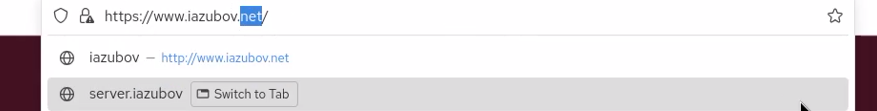 https://www.iazubov.net/
iazubov — http://www.iazubov.net
server.iazubov Switch to Tab